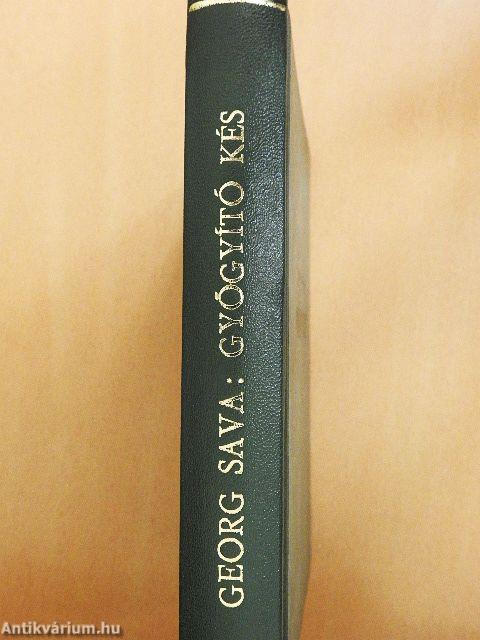 GEORG SAVA: GYÓGYÍTÓ KÉS
Antikvárium.hu